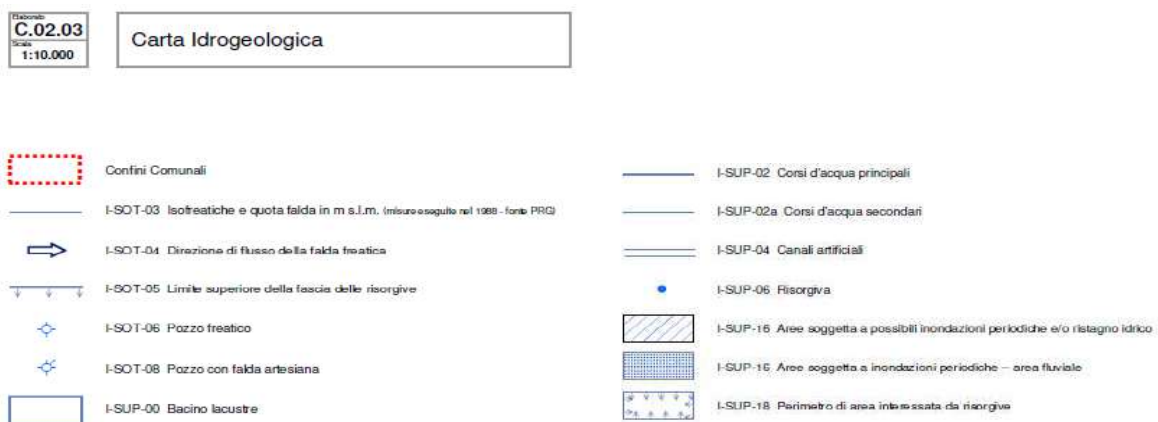 Elaborato
C.02.03
Scala
1:10.000
Carta Idrogeologica
Confini Comunali
I-SOT-03 Isofreatiche e quota falda in m s.l.m. (misure eseguite nel 1988 - fonte PRG)
I-SOT-04 Direzione di flusso della falda freatica
I-SOT-05 Limite superiore della fascia delle risorgive
I-SOT-06 Pozzo freatico
I-SOT-08 Pozzo con falda artesiana
I-SUP-00 Bacino lacustre
I-SUP-02 Corsi d'acqua principali
I-SUP-02a Corsi d'acqua secondari
I-SUP-04 Canali artificiali
I-SUP-06 Risorgiva
I-SUP-16 Aree soggetta a possibili inondazioni periodiche e/o ristagno idrico
I-SUP-16 Aree soggetta a inondazioni periodiche – area fluviale
I-SUP-18 Perimetro di area interessata da risorgive